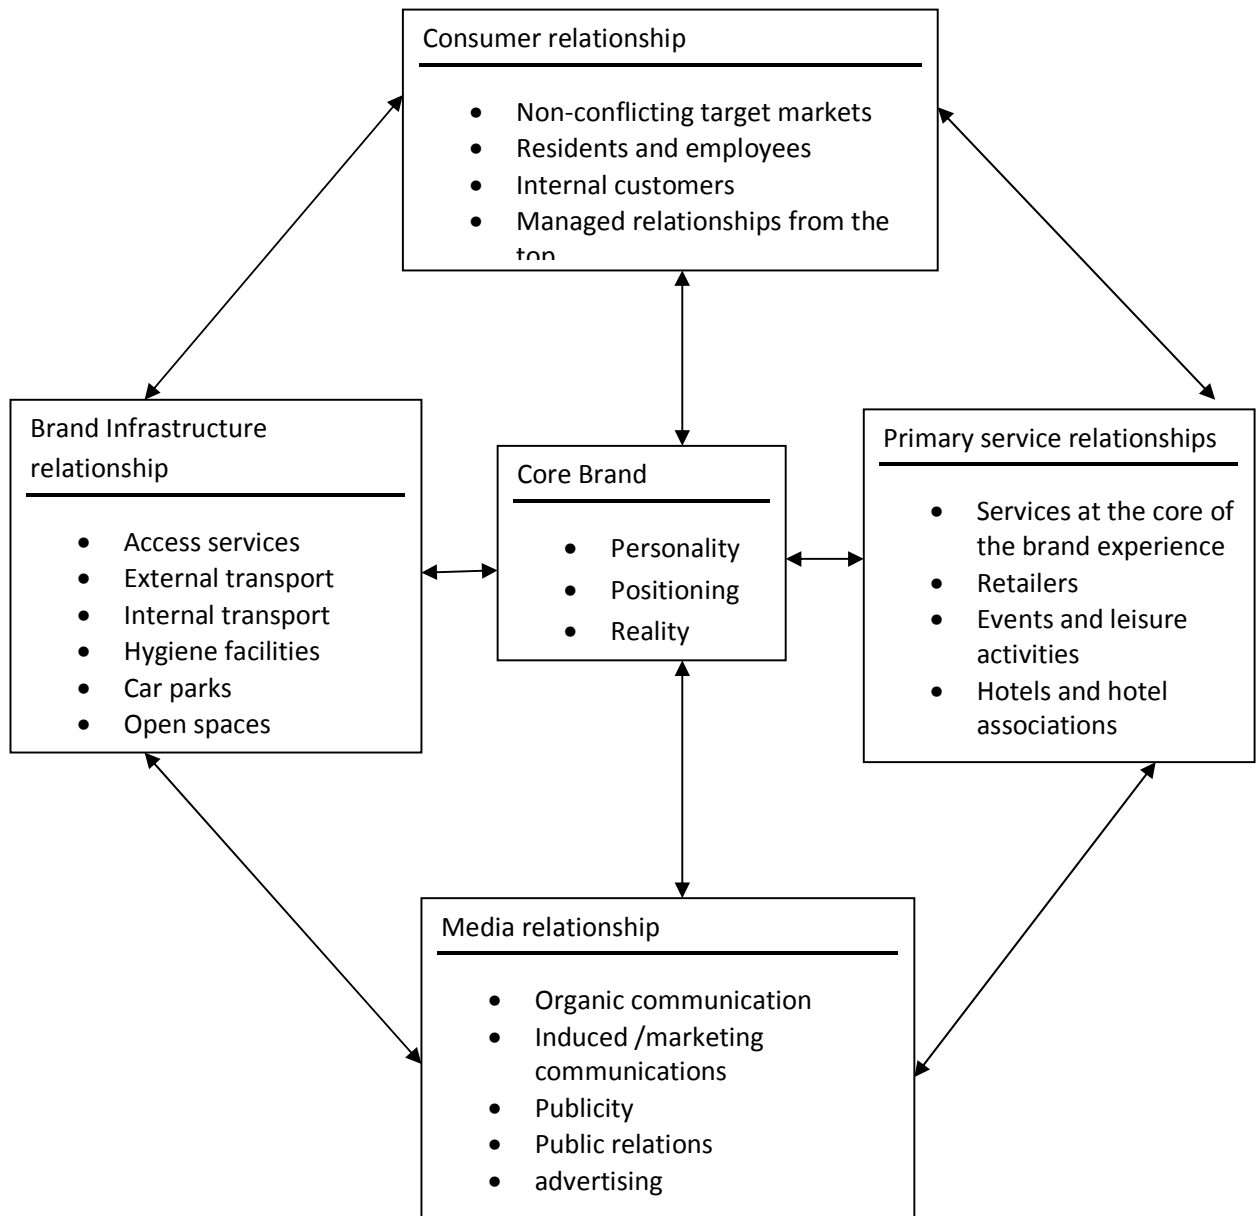 Consumer relationship
• Non-conflicting target markets
• Residents and employees
• Internal customers
• Managed relationships from the
top
Brand Infrastructure
relationship
• Access services
• External transport
• Internal transport
• Hygiene facilities
• Car parks
• Open spaces
Core Brand
• Personality
• Positioning
• Reality
Primary service relationships
• Services at the core of
the brand experience
• Retailers
• Events and leisure
activities
• Hotels and hotel
associations
Media relationship
• Organic communication
• Induced /marketing
communications
• Publicity
• Public relations
• advertising